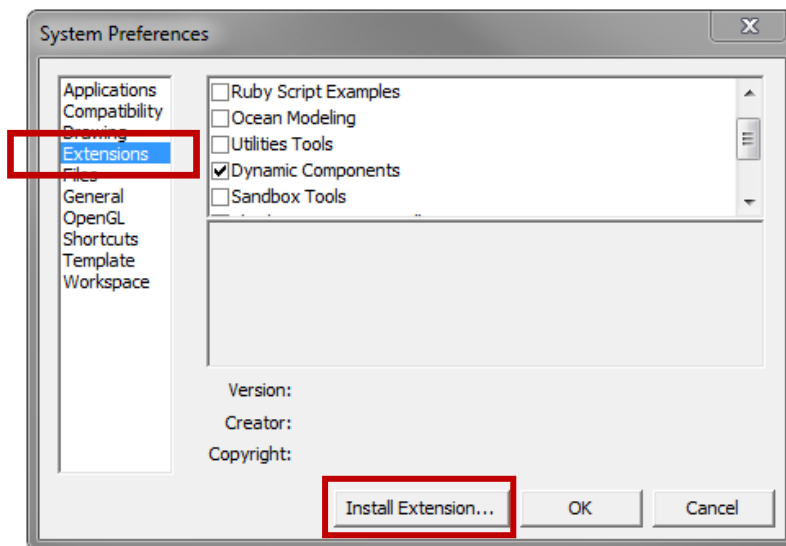 System Preferences
Applications
Compatibility
Drawing
Extensions
Files
General
OpenGL
Shortcuts
Template
Workspace
Ruby Script Examples
Ocean Modeling
Utilities Tools
Dynamic Components
Sandbox Tools
Version:
Creator:
Copyright:
Install Extension...
OK
Cancel